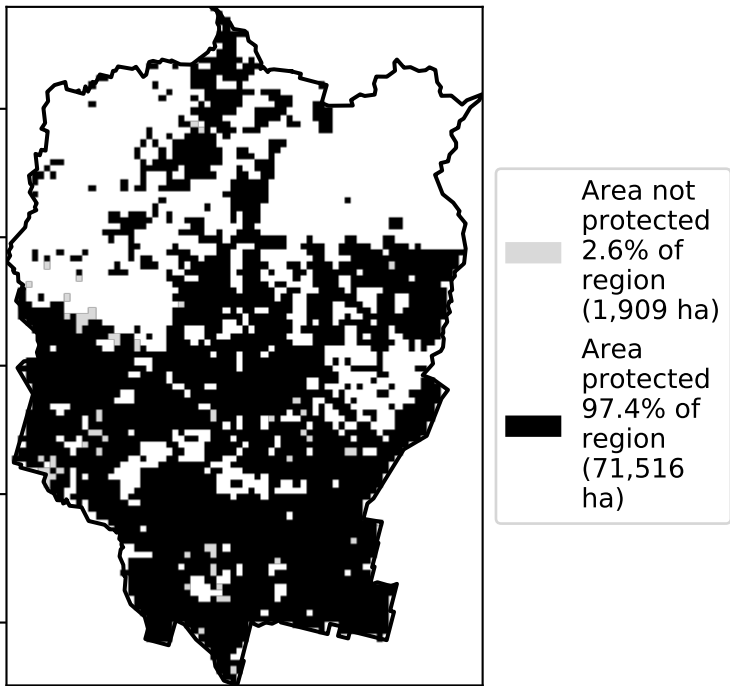 Area not
protected
2.6% of
region
(1,909 ha)
Area
protected
97.4% of
region
(71,516
ha)